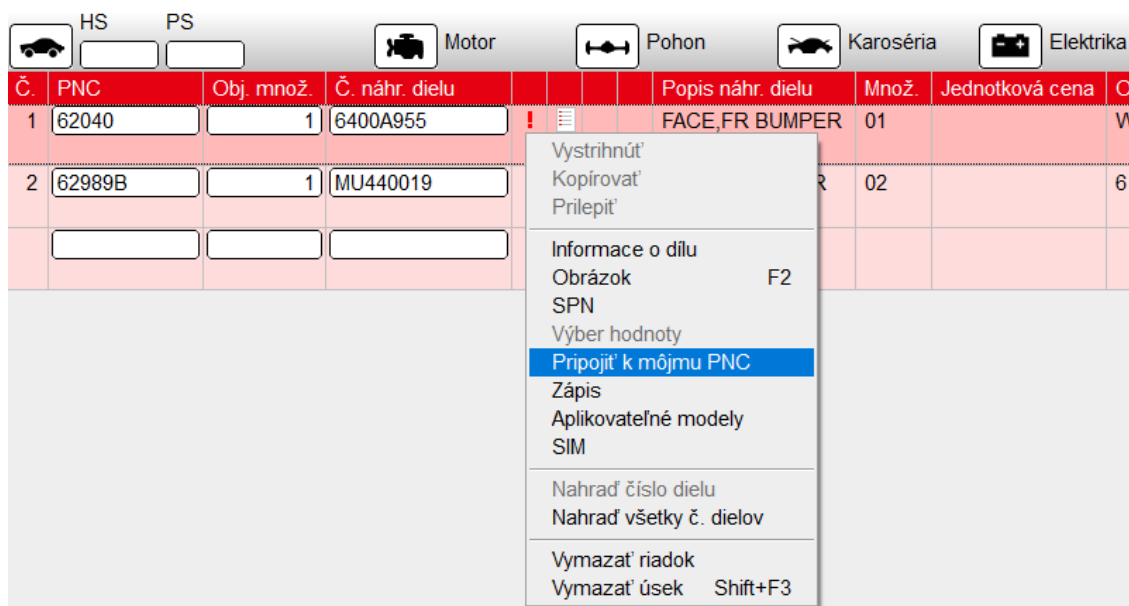 HS PS
Motor Pohon Karoséria Elektrika
Č. PNC Obj. množ. Č. náhr. dielu Popis náhr. dielu Množ. Jednotková cena
1 62040 1 6400A955 ! FACE,FR BUMPER 01
2 62989B 1 MU440019 R 02 6
Vystrihnúť
Kopírovať
Prilepiť
Informace o dílu
Obrázok F2
SPN
Výber hodnoty
Pripojiť k môjmu PNC
Zápis
Aplikovateľné modely
SIM
Nahraď číslo dielu
Nahraď všetky č. dielov
Vymazať riadok
Vymazať úsek Shift+F3